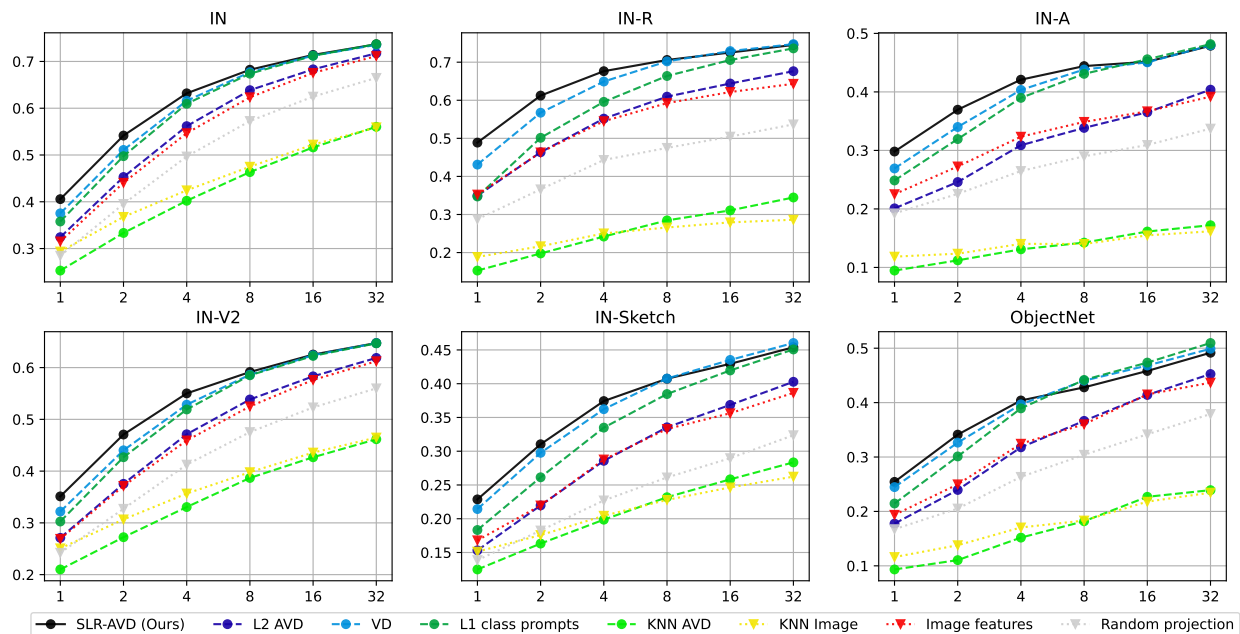 IN
IN-R
IN-A
0.7
0.6
0.5
0.4
0.3
1 2 4 8 16 32
0.7
0.6
0.5
0.4
0.3
0.2
1 2 4 8 16 32
0.5
0.4
0.3
0.2
0.1
1 2 4 8 16 32
IN-V2
IN-Sketch
ObjectNet
0.6
0.5
0.4
0.3
0.2
1 2 4 8 16 32
0.45
0.40
0.35
0.30
0.25
0.20
0.15
1 2 4 8 16 32
0.5
0.4
0.3
0.2
0.1
1 2 4 8 16 32
SLR-AVD (Ours) L2 AVD VD L1 class prompts KNN AVD KNN Image Image features Random projection